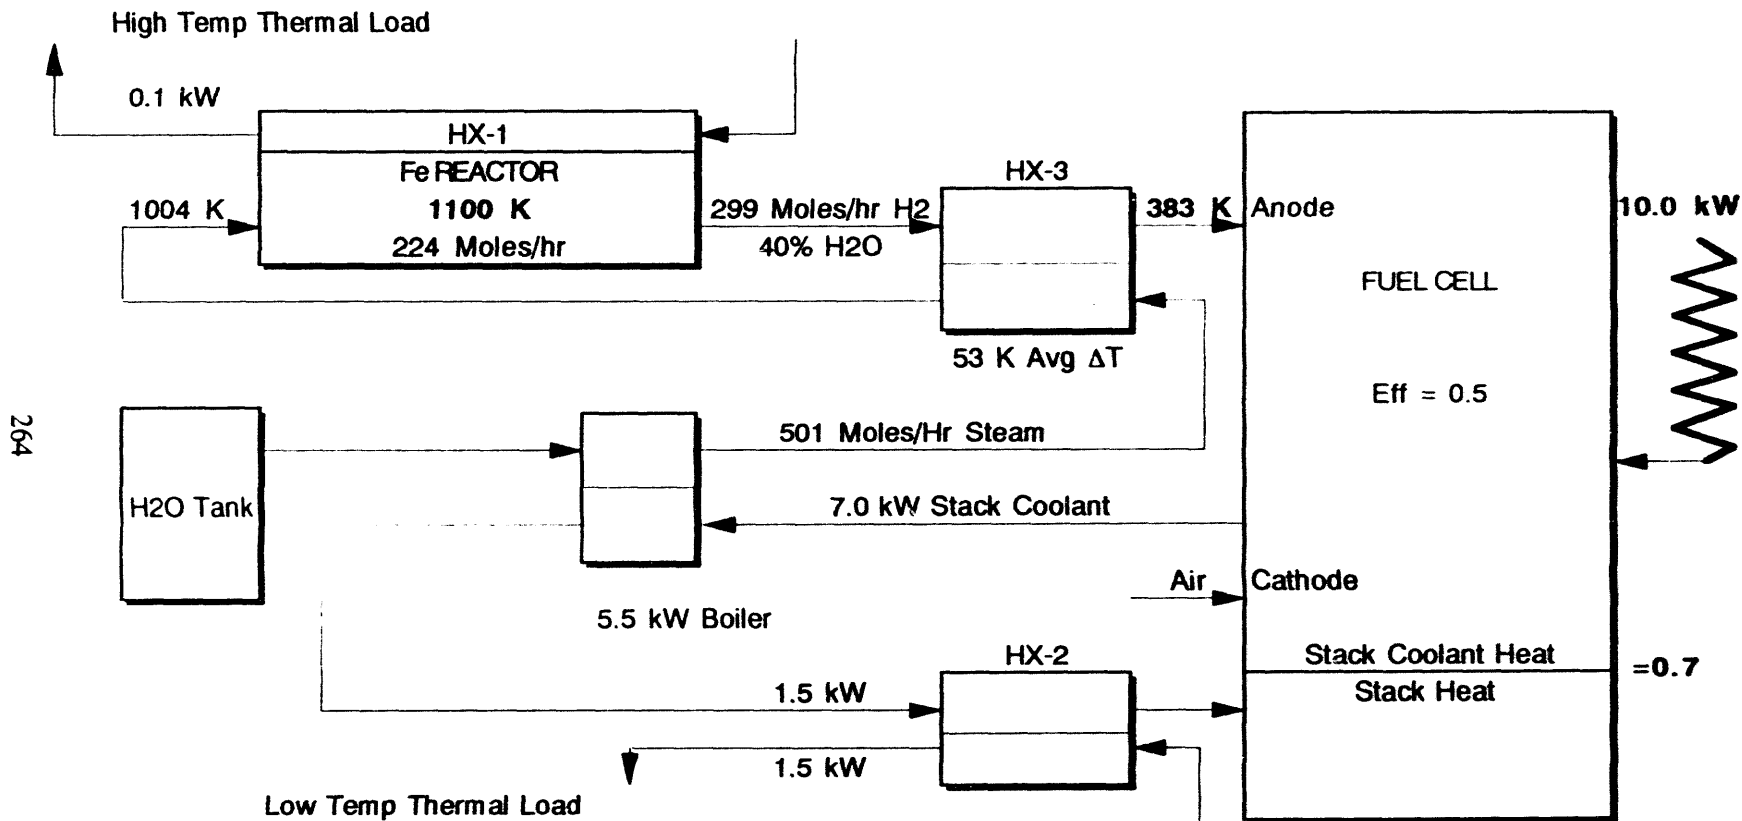 High Temp Thermal Load
0.1 kW
HX-1
Fe REACTOR
1100 K
224 Moles/hr
1004 K
299 Moles/hr H2
40% H2O
HX-3
53 K Avg ΔT
383 K
Anode
10.0 kW
FUEL CELL
Eff = 0.5
264
H2O Tank
501 Moles/Hr Steam
7.0 kW Stack Coolant
5.5 kW Boiler
Air
Cathode
HX-2
1.5 kW
1.5 kW
Stack Coolant Heat
Stack Heat
=0.7
Low Temp Thermal Load